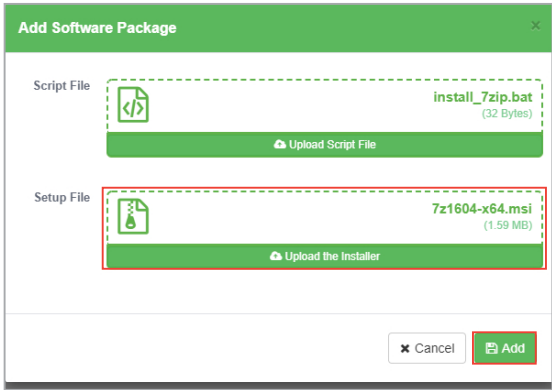 Add Software Package ×
Script File
install_7zip.bat
(32 Bytes)
Upload Script File
Setup File
7z1604-x64.msi
(1.59 MB)
Upload the Installer
✖ Cancel
Add